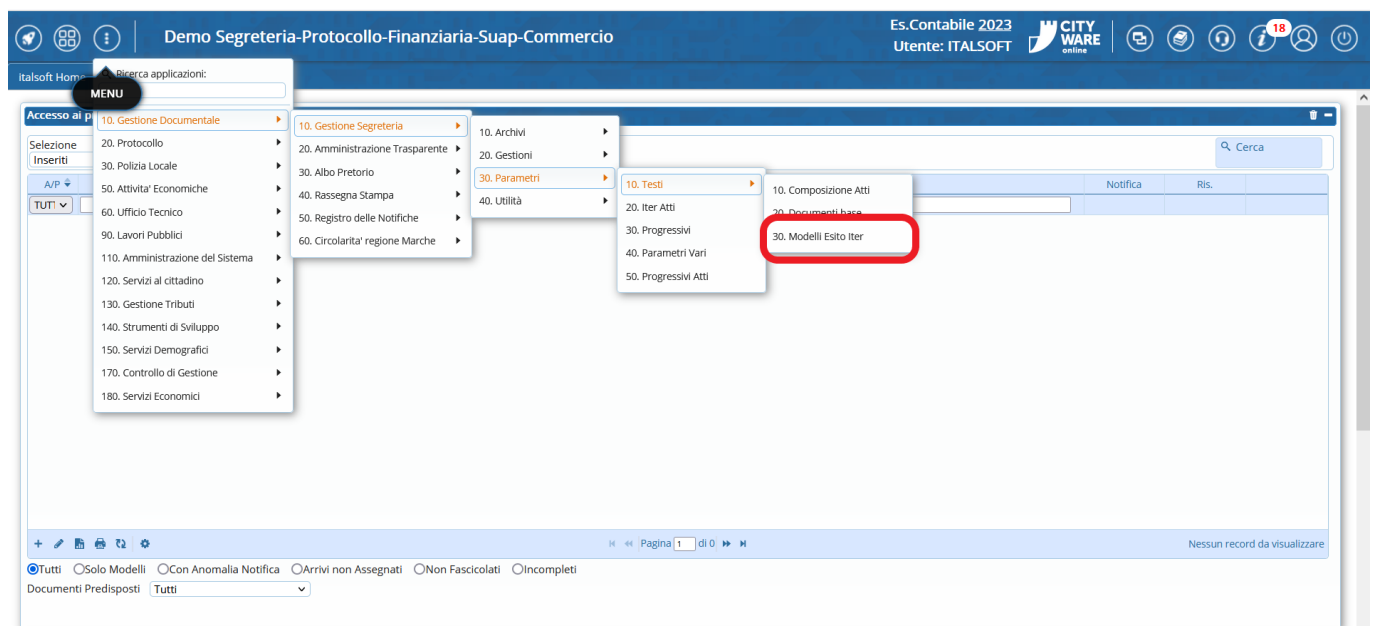 Demo Segreteria-Protocollo-Finanziaria-Suap-Commercio
Es.Contabile 2023
Utente: ITALSOFT
CITY
WARE
online
18
italsoft Home
Ricerca applicazioni:
MENU
Accesso ai p
Selezione
Inseriti
Cerca
A/P
Notifica
Ris.
TUT
10. Gestione Documentale
20. Protocollo
30. Polizia Locale
50. Attivita' Economiche
60. Ufficio Tecnico
90. Lavori Pubblici
110. Amministrazione del Sistema
120. Servizi al cittadino
130. Gestione Tributi
140. Strumenti di Sviluppo
150. Servizi Demografici
170. Controllo di Gestione
180. Servizi Economici
10. Gestione Segreteria
20. Amministrazione Trasparente
30. Albo Pretorio
40. Rassegna Stampa
50. Registro delle Notifiche
60. Circolarita' regione Marche
10. Archivi
20. Gestioni
30. Parametri
40. Utilità
10. Testi
20. Iter Atti
30. Progressivi
40. Parametri Vari
50. Progressivi Atti
10. Composizione Atti
20. Documenti base
30. Modelli Esito Iter
Pagina 1 di 0
Nessun record da visualizzare
Tutti Solo Modelli Con Anomalia Notifica Arrivi non Assegnati Non Fascicolati Incompleti
Documenti Predisposti Tutti